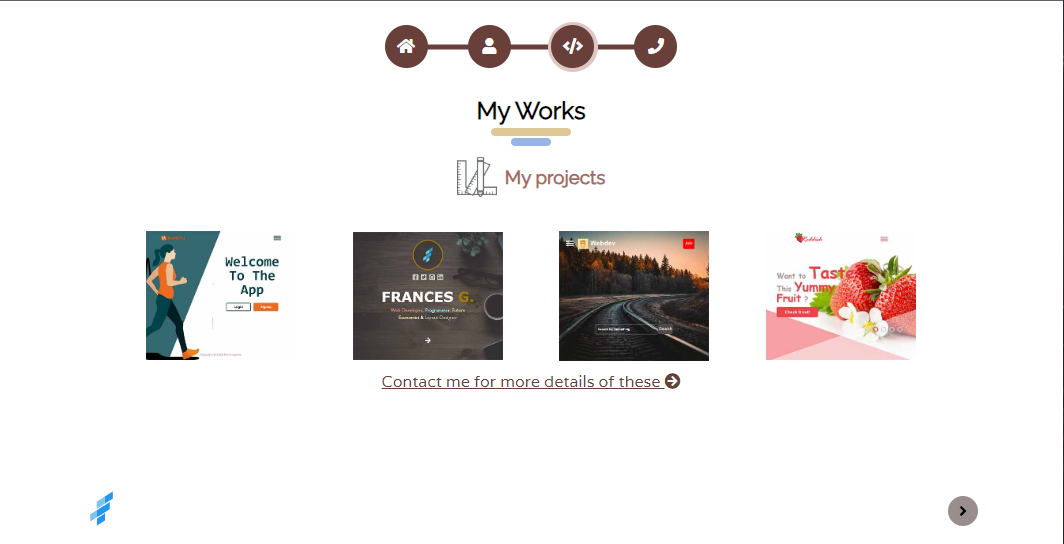 My Works
My projects
Welcome
To The
App
Login
FRANCES G.
Web Developer, Programmer, Future
Economist & Layout Designer
Webdev
Search
Reddish
Want to Taste
This Yummy
Fruit ?
Check it out!
Contact me for more details of these